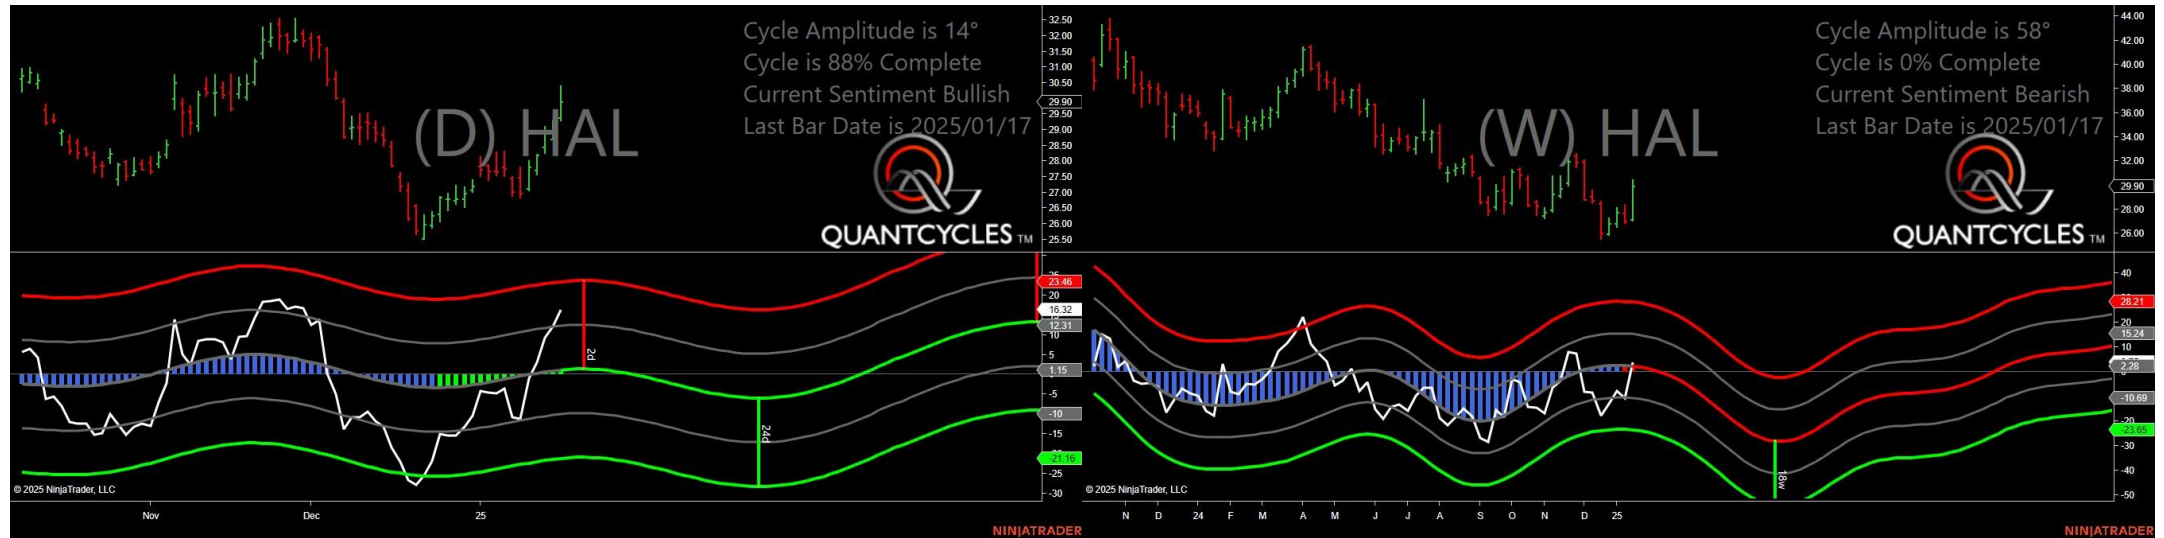 Cycle Amplitude is 14°
Cycle is 88% Complete
Current Sentiment Bullish
Last Bar Date is 2025/01/17
(D) HAL
QUANTCYCLES TM
32.50
32.00
31.50
31.00
30.50
29.90
29.50
29.00
28.50
28.00
27.50
27.00
26.50
26.00
25.50
23.46
20
16.32
12.31
10
5
1.15
-5
-10
-15
-21.16
-25
-30
2d
24d
© 2025 NinjaTrader, LLC
Nov Dec 25
NINJATRADER
Cycle Amplitude is 58°
Cycle is 0% Complete
Current Sentiment Bearish
Last Bar Date is 2025/01/17
(W) HAL
QUANTCYCLES TM
44.00
42.00
40.00
38.00
36.00
34.00
32.00
29.90
28.00
26.00
40
28.21
20
15.24
10
2.28
-10.69
-20
-23.65
-30
-40
-50
18w
© 2025 NinjaTrader, LLC
N D 24 F M A M J J A S O N D 25
NINJATRADER